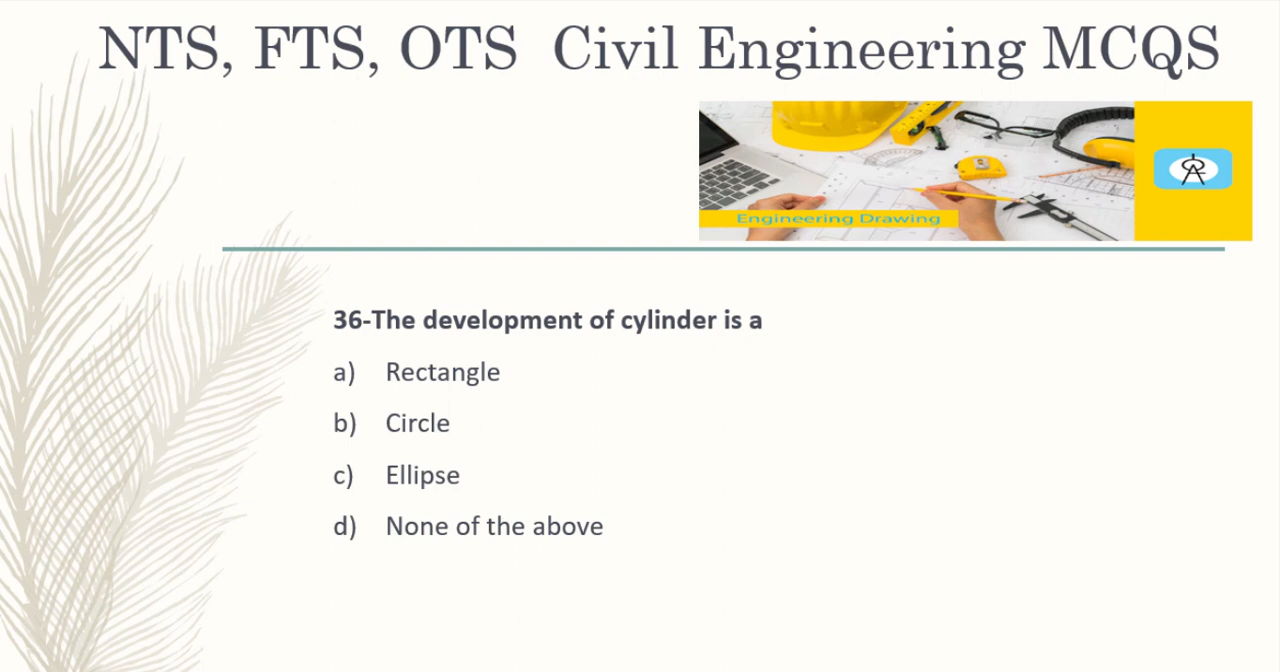 NTS, FTS, OTS Civil Engineering MCQS
Engineering Drawing
36-The development of cylinder is a
a) Rectangle
b) Circle
c) Ellipse
d) None of the above